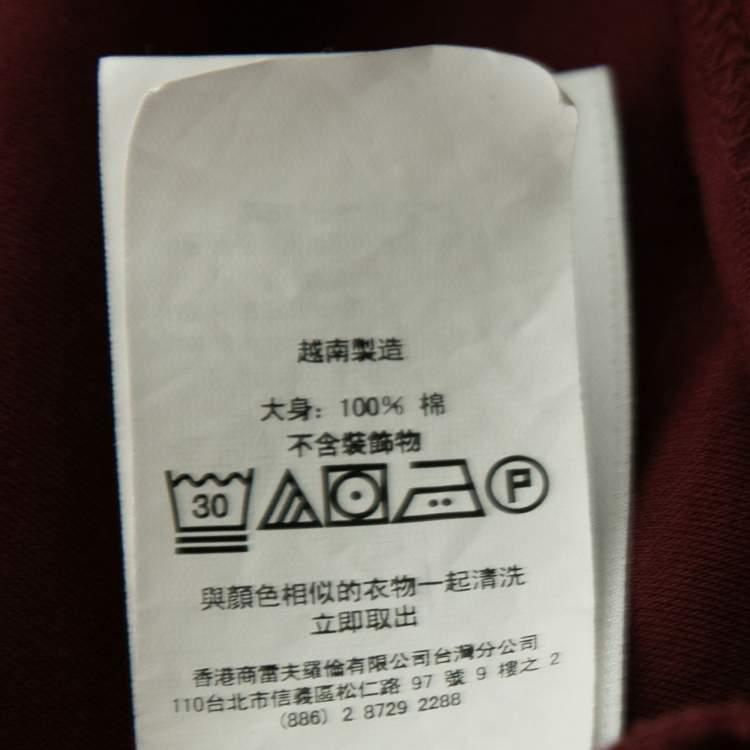 越南製造
大身: 100% 棉
不含裝飾物
30 P
與顏色相似的衣物一起清洗
立即取出
香港商雷夫羅倫有限公司台灣分公司
110台北市信義區松仁路 97 號 9 樓之 2
(886) 2 8729 2288